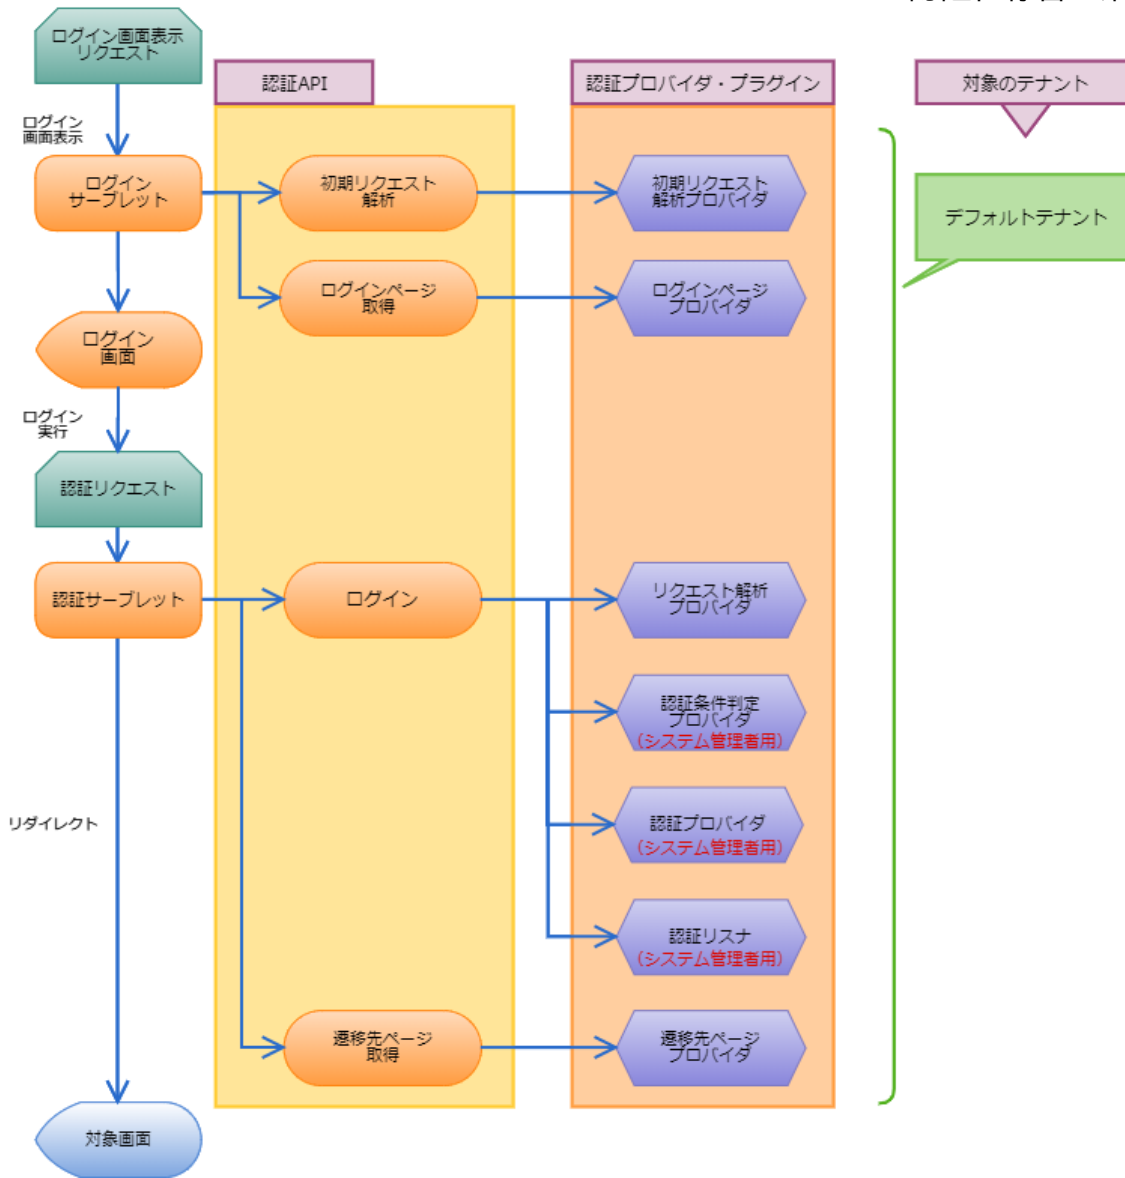 ログイン画面表示
リクエスト
認証API
認証プロバイダ・プラグイン
対象のテナント
ログイン
画面表示
ログイン
サーブレット
初期リクエスト
解析
初期リクエスト
解析プロバイダ
デフォルトテナント
ログインページ
取得
ログインページ
プロバイダ
ログイン
画面
ログイン
実行
認証リクエスト
認証サーブレット
ログイン
リクエスト解析
プロバイダ
認証条件判定
プロバイダ
(システム管理者用)
認証プロバイダ
(システム管理者用)
リダイレクト
認証リスナ
(システム管理者用)
遷移先ページ
取得
遷移先ページ
プロバイダ
対象画面